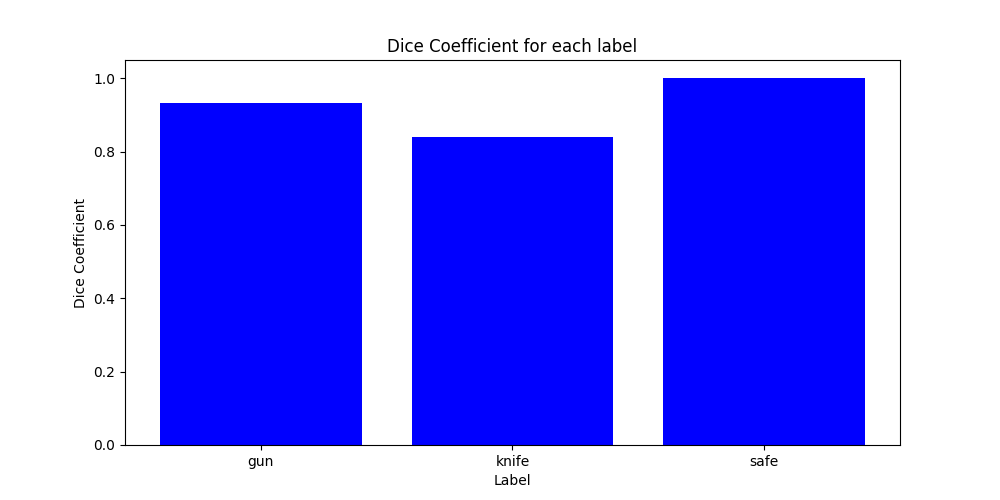 Dice Coefficient for each label
1.0
0.8
0.6
0.4
0.2
0.0
Dice Coefficient
gun knife safe
Label